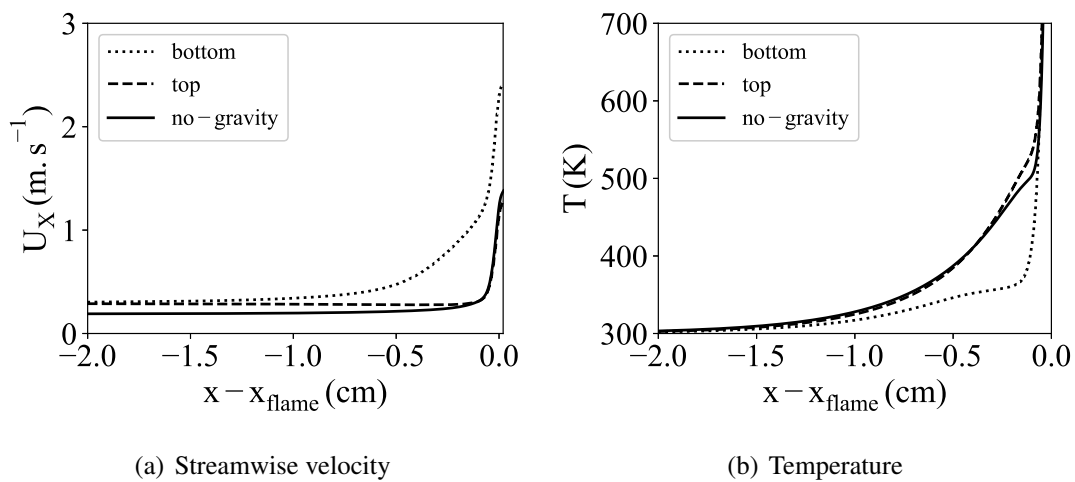 3
2
1
0
U_X (m.s⁻¹)
bottom
top
no−gravity
−2.0 −1.5 −1.0 −0.5 0.0
x − x_flame (cm)
(a) Streamwise velocity
700
600
500
400
300
T (K)
bottom
top
no−gravity
−2.0 −1.5 −1.0 −0.5 0.0
x − x_flame (cm)
(b) Temperature